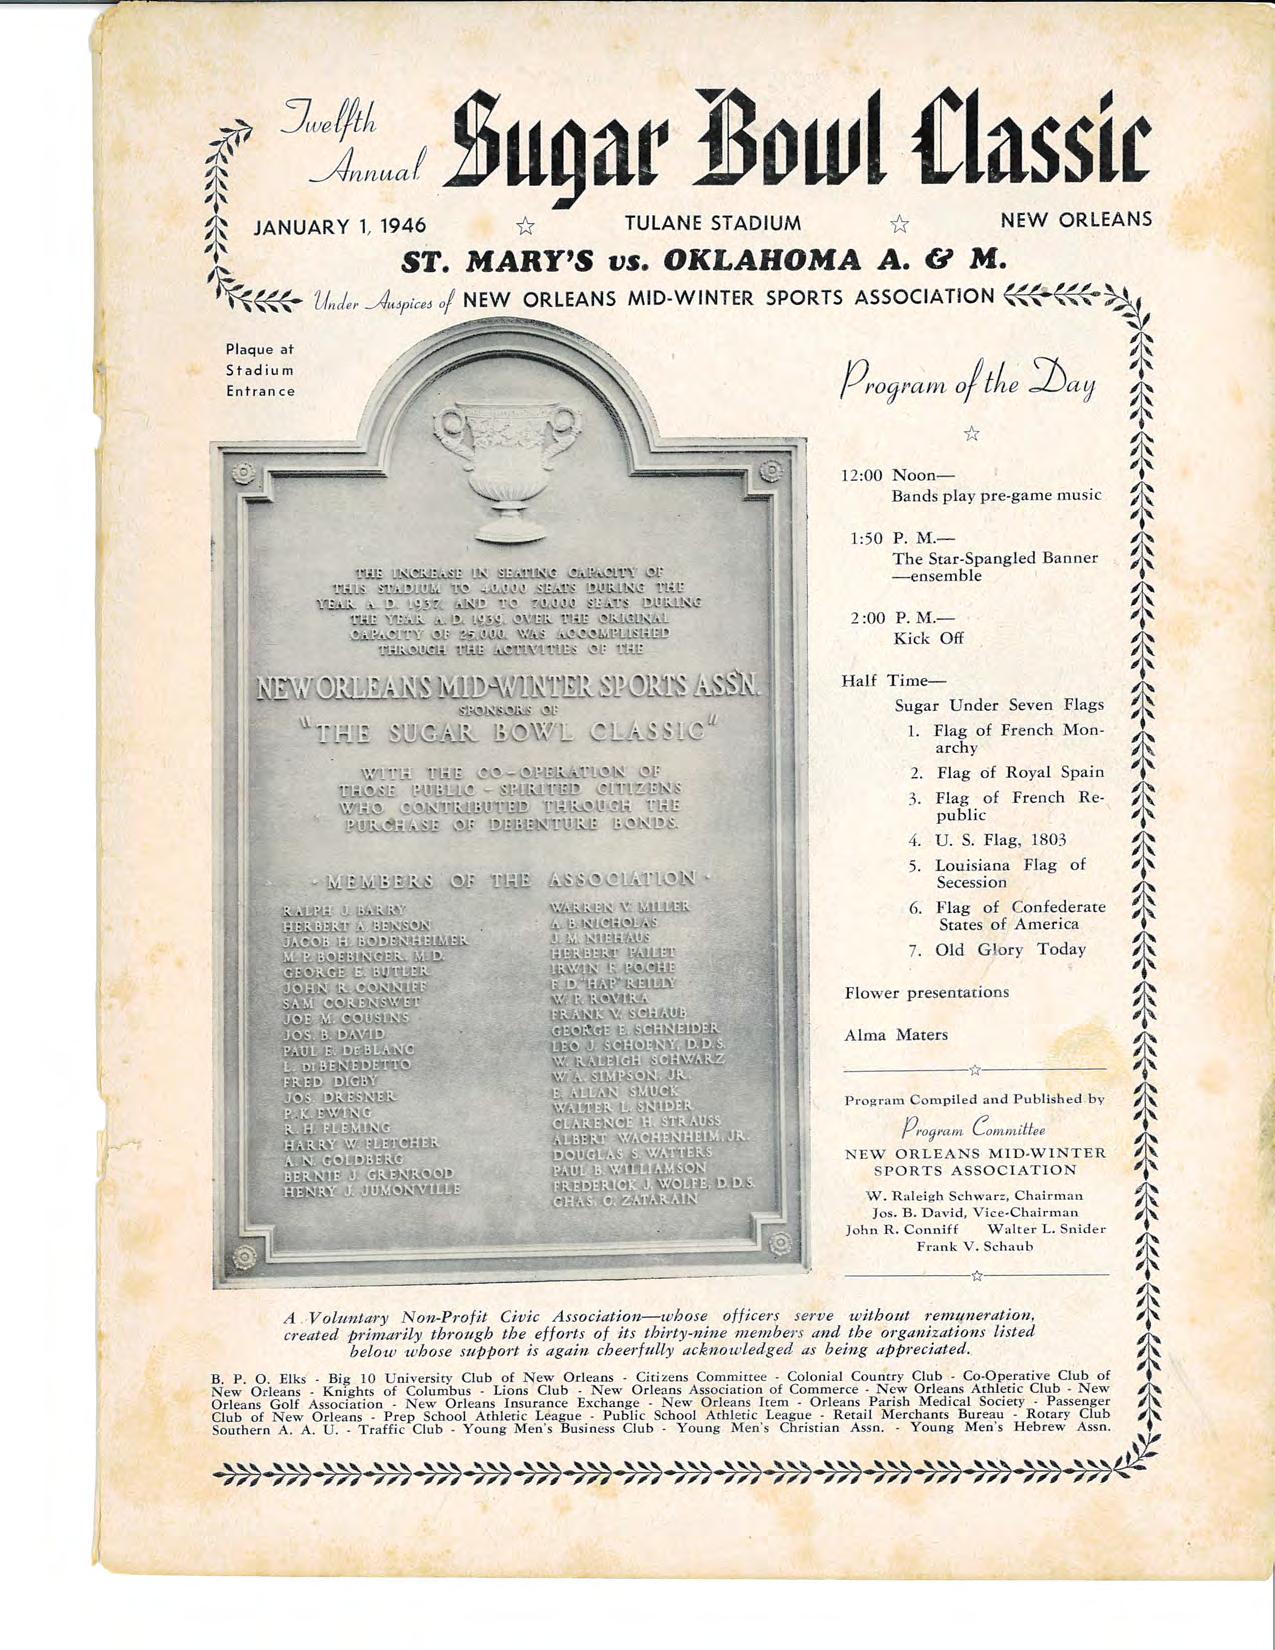 Twelfth
Annual
Sugar Bowl Classic
JANUARY 1, 1946 ☆ TULANE STADIUM ☆ NEW ORLEANS
ST. MARY'S vs. OKLAHOMA A. & M.
Under Auspices of NEW ORLEANS MID-WINTER SPORTS ASSOCIATION
Plaque at
Stadium
Entrance
THE INCREASE IN SEATING CAPACITY OF
THIS STADIUM TO 40,000 SEATS DURING THE
YEAR A. D. 1937, AND TO 70,000 SEATS DURING
THE YEAR A. D. 1939, OVER THE ORIGINAL
CAPACITY OF 25,000, WAS ACCOMPLISHED
THROUGH THE ACTIVITIES OF THE
NEW ORLEANS MID-WINTER SPORTS ASS'N.
SPONSORS OF
"THE SUGAR BOWL CLASSIC"
WITH THE CO-OPERATION OF
THOSE PUBLIC-SPIRITED CITIZENS
WHO CONTRIBUTED THROUGH THE
PURCHASE OF DEBENTURE BONDS.
· MEMBERS OF THE ASSOCIATION ·
RALPH J. BARRY
HERBERT A. BENSON
JACOB H. BODENHEIMER
M. P. BOEBINGER, M.D.
GEORGE E. BUTLER
JOHN R. CONNIFF
SAM CORENSWET
JOE M. COUSINS
JOS. B. DAVID
PAUL E. DEBLANC
L. DI BENEDETTO
FRED DIGBY
JOS. DRESNER
P. K. EWING
R. H. FLEMING
HARRY W. FLETCHER
A. N. GOLDBERG
BERNIE J. GRENROOD
HENRY J. JUMONVILLE
WARREN V. MILLER
A. B. NICHOLAS
J. M. NIEHAUS
HERBERT PAILET
IRWIN F. POCHE
F. D. "HAP" REILLY
W. P. ROVIRA
FRANK V. SCHAUB
GEORGE E. SCHNEIDER
LEO J. SCHOENY, D.D.S.
W. RALEIGH SCHWARZ
W. A. SIMPSON, JR.
E. ALLAN SMUCK
WALTER L. SNIDER
CLARENCE H. STRAUSS
ALBERT WACHENHEIM, JR.
DOUGLAS S. WATTERS
PAUL B. WILLIAMSON
FREDERICK J. WOLFE, D.D.S.
CHAS. C. ZATARAIN
Program of the Day
☆
12:00 Noon—
Bands play pre-game music
1:50 P. M.—
The Star-Spangled Banner
—ensemble
2:00 P. M.—
Kick Off
Half Time—
Sugar Under Seven Flags
1. Flag of French Mon-
archy
2. Flag of Royal Spain
3. Flag of French Re-
public
4. U. S. Flag, 1803
5. Louisiana Flag of
Secession
6. Flag of Confederate
States of America
7. Old Glory Today
Flower presentations
Alma Maters
Program Compiled and Published by
Program Committee
NEW ORLEANS MID-WINTER
SPORTS ASSOCIATION
W. Raleigh Schwarz, Chairman
Jos. B. David, Vice-Chairman
John R. Conniff Walter L. Snider
Frank V. Schaub
A Voluntary Non-Profit Civic Association—whose officers serve without remuneration,
created primarily through the efforts of its thirty-nine members and the organizations listed
below whose support is again cheerfully acknowledged as being appreciated.
B. P. O. Elks - Big 10 University Club of New Orleans - Citizens Committee - Colonial Country Club - Co-Operative Club of
New Orleans - Knights of Columbus - Lions Club - New Orleans Association of Commerce - New Orleans Athletic Club - New
Orleans Golf Association - New Orleans Insurance Exchange - New Orleans Item - Orleans Parish Medical Society - Passenger
Club of New Orleans - Prep School Athletic League - Public School Athletic League - Retail Merchants Bureau - Rotary Club
Southern A. A. U. - Traffic Club - Young Men's Business Club - Young Men's Christian Assn. - Young Men's Hebrew Assn.